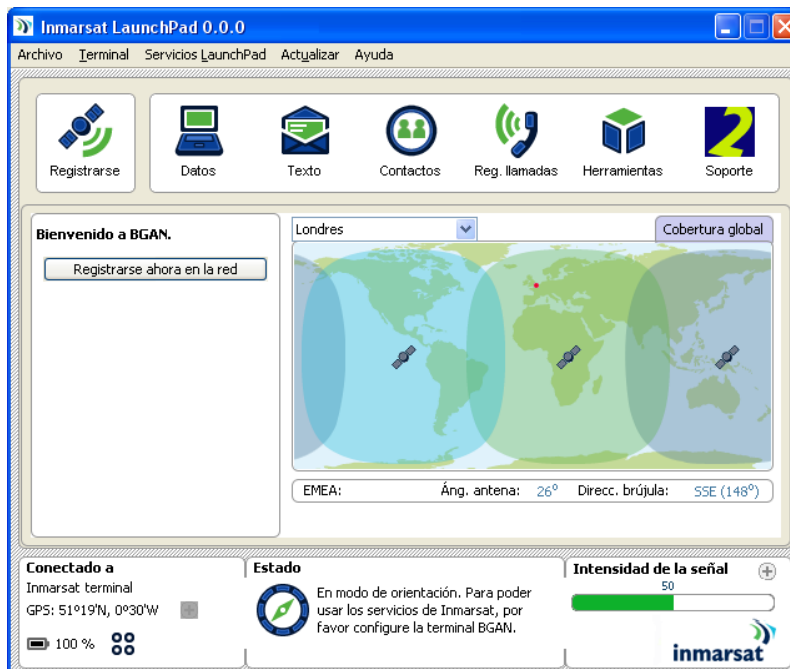 Inmarsat LaunchPad 0.0.0
Archivo Terminal Servicios LaunchPad Actualizar Ayuda
Registrarse Datos Texto Contactos Reg. llamadas Herramientas Soporte
Bienvenido a BGAN.
Registrarse ahora en la red
Londres
Cobertura global
EMEA: Áng. antena: 26° Direcc. brújula: SSE (148°)
Conectado a
Inmarsat terminal
GPS: 51°19'N, 0°30'W
100 %
Estado
En modo de orientación. Para poder
usar los servicios de Inmarsat, por
favor configure la terminal BGAN.
Intensidad de la señal
50
inmarsat